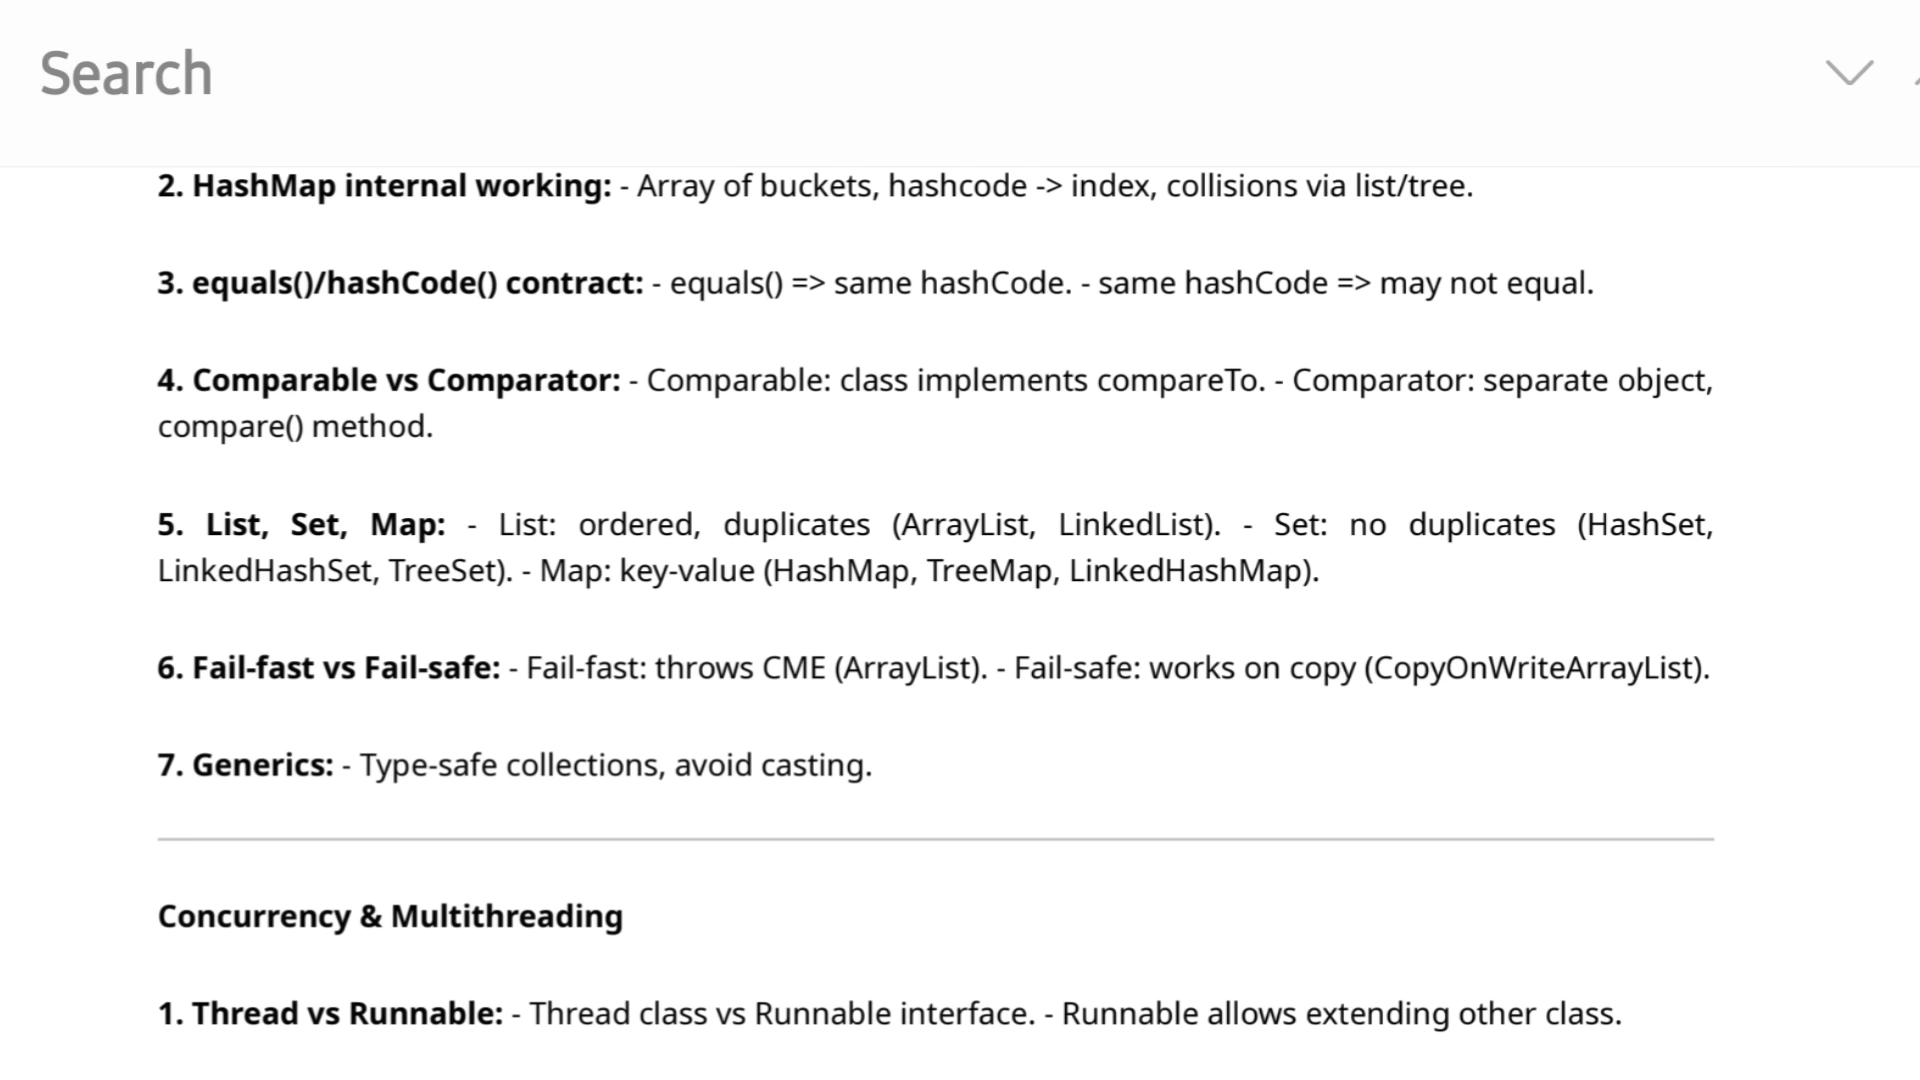 Search
2. HashMap internal working: - Array of buckets, hashcode -> index, collisions via list/tree.
3. equals()/hashCode() contract: - equals() => same hashCode. - same hashCode => may not equal.
4. Comparable vs Comparator: - Comparable: class implements compareTo. - Comparator: separate object,
compare() method.
5. List, Set, Map: - List: ordered, duplicates (ArrayList, LinkedList). - Set: no duplicates (HashSet,
LinkedHashSet, TreeSet). - Map: key-value (HashMap, TreeMap, LinkedHashMap).
6. Fail-fast vs Fail-safe: - Fail-fast: throws CME (ArrayList). - Fail-safe: works on copy (CopyOnWriteArrayList).
7. Generics: - Type-safe collections, avoid casting.
Concurrency & Multithreading
1. Thread vs Runnable: - Thread class vs Runnable interface. - Runnable allows extending other class.